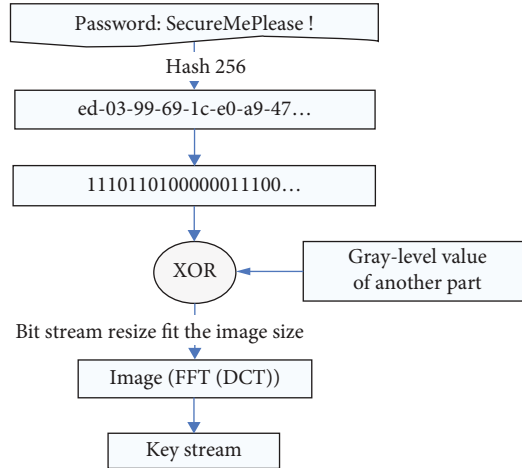 Password: SecureMePlease !
Hash 256
ed-03-99-69-1c-e0-a9-47…
1110110100000011100…
XOR
Gray-level value
of another part
Bit stream resize fit the image size
Image (FFT (DCT))
Key stream